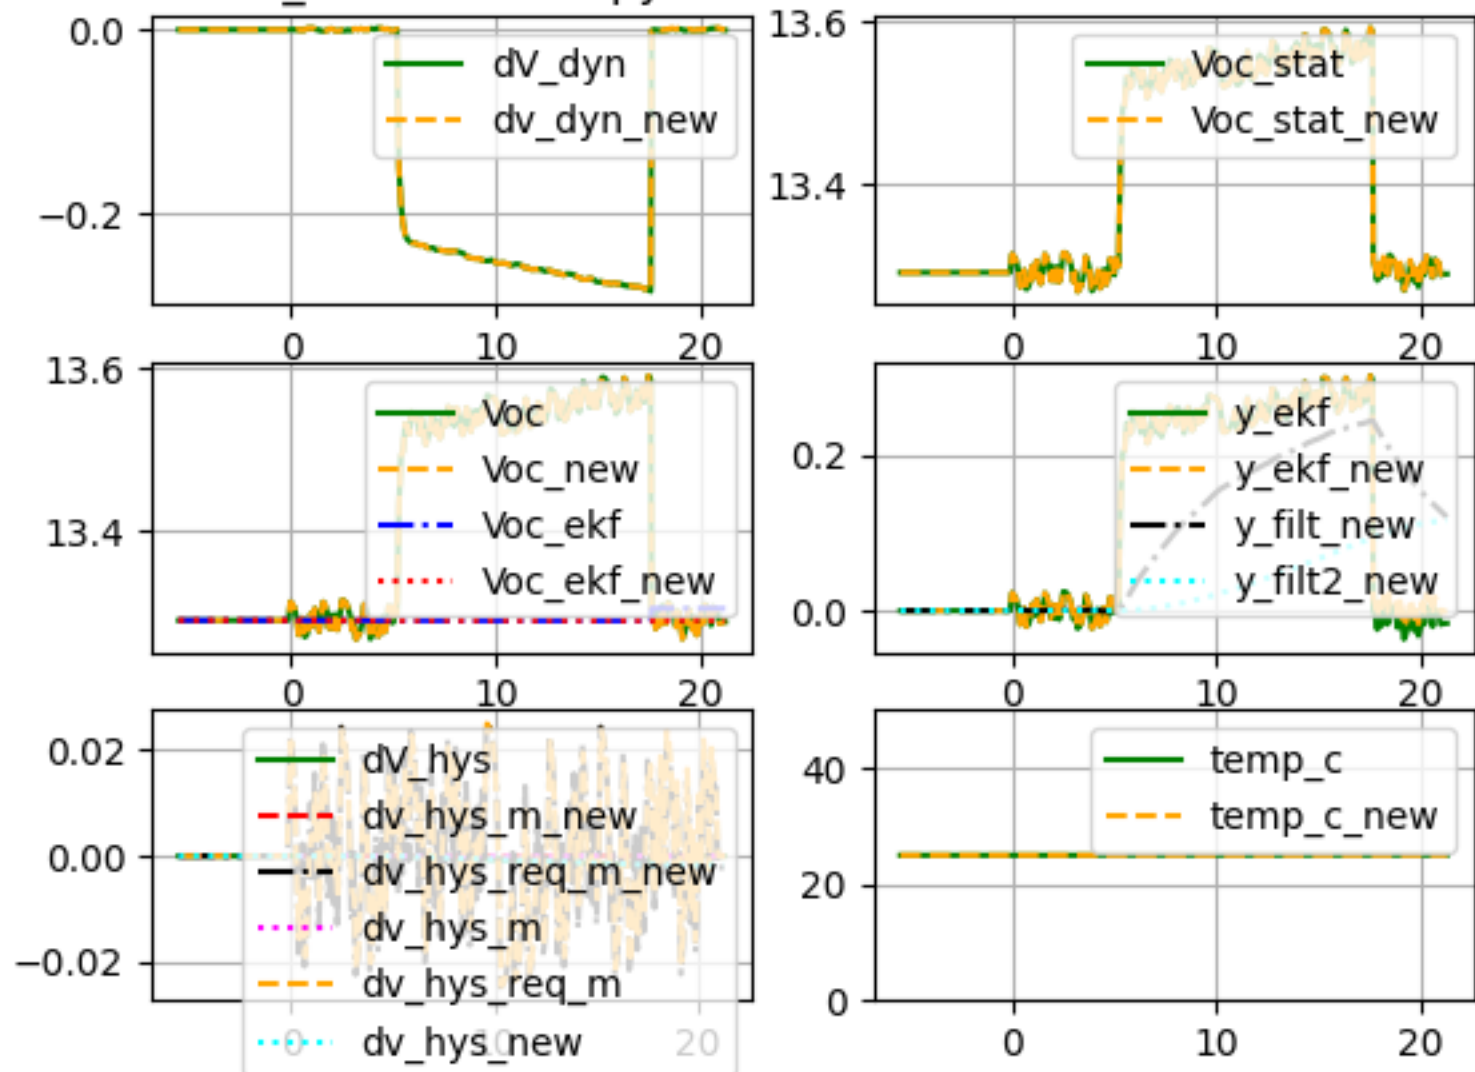 0.0
−0.2
dV_dyn
dv_dyn_new
0 10 20
13.6
13.4
Voc_stat
Voc_stat_new
0 10 20
13.6
13.4
Voc
Voc_new
Voc_ekf
Voc_ekf_new
0 10 20
0.2
0.0
y_ekf
y_ekf_new
y_filt_new
y_filt2_new
0 10 20
0.02
0.00
−0.02
dV_hys
dv_hys_m_new
dv_hys_req_m_new
dv_hys_m
dv_hys_req_m
dv_hys_new
0 10 20
40
20
0
temp_c
temp_c_new
0 10 20